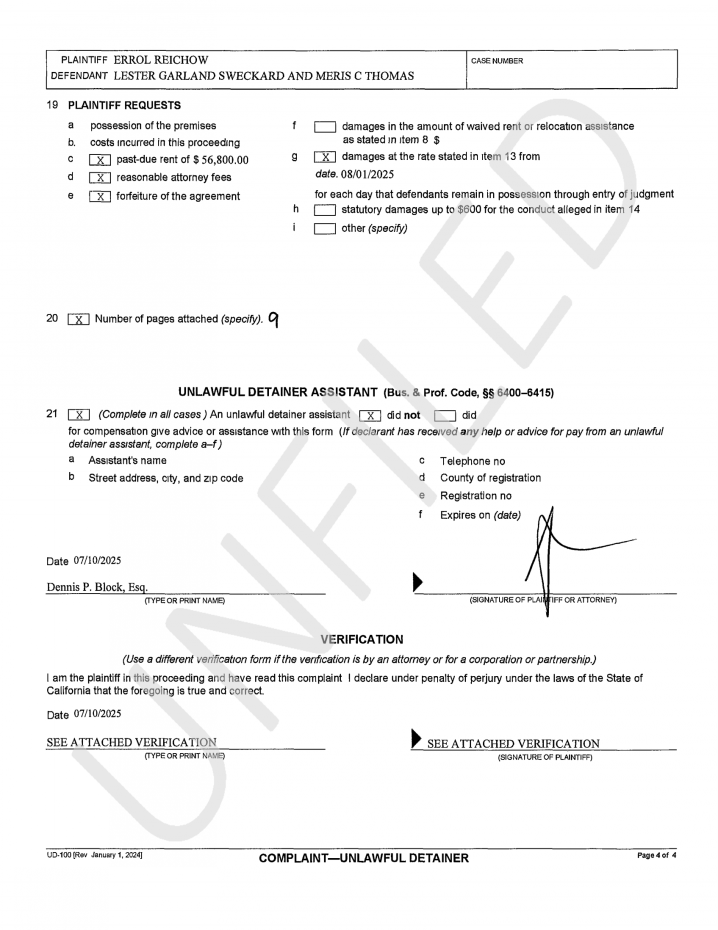 PLAINTIFF ERROL REICHOW
DEFENDANT LESTER GARLAND SWECKARD AND MERIS C THOMAS
CASE NUMBER
19 PLAINTIFF REQUESTS
a possession of the premises
b. costs incurred in this proceeding
c X past-due rent of $ 56,800.00
d X reasonable attorney fees
e X forfeiture of the agreement
f damages in the amount of waived rent or relocation assistance
as stated in item 8 $
g X damages at the rate stated in item 13 from
date. 08/01/2025
for each day that defendants remain in possession through entry of judgment
h statutory damages up to $600 for the conduct alleged in item 14
i other (specify)
20 X Number of pages attached (specify). 9
UNLAWFUL DETAINER ASSISTANT (Bus. & Prof. Code, §§ 6400–6415)
21 X (Complete in all cases ) An unlawful detainer assistant X did not did
for compensation give advice or assistance with this form (If declarant has received any help or advice for pay from an unlawful
detainer assistant, complete a–f )
a Assistant's name
b Street address, city, and zip code
c Telephone no
d County of registration
e Registration no
f Expires on (date)
Date 07/10/2025
Dennis P. Block, Esq.
(TYPE OR PRINT NAME)
(SIGNATURE OF PLAINTIFF OR ATTORNEY)
VERIFICATION
(Use a different verification form if the verification is by an attorney or for a corporation or partnership.)
I am the plaintiff in this proceeding and have read this complaint I declare under penalty of perjury under the laws of the State of
California that the foregoing is true and correct.
Date 07/10/2025
SEE ATTACHED VERIFICATION
(TYPE OR PRINT NAME)
SEE ATTACHED VERIFICATION
(SIGNATURE OF PLAINTIFF)
UD-100 [Rev January 1, 2024]
COMPLAINT—UNLAWFUL DETAINER
Page 4 of 4
UNFILED